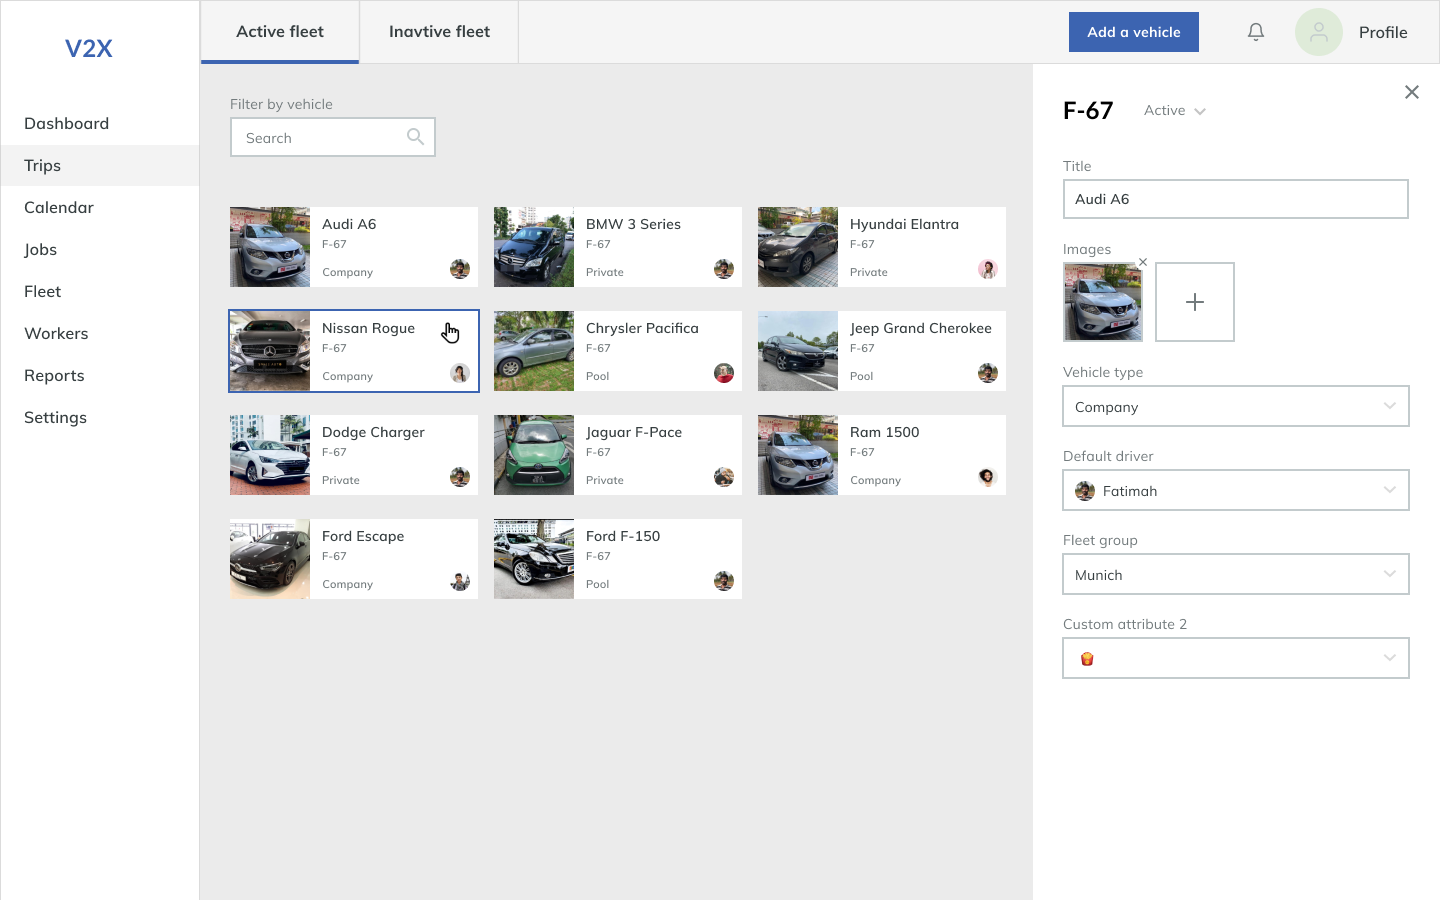 V2X
Dashboard
Trips
Calendar
Jobs
Fleet
Workers
Reports
Settings
Active fleet
Inavtive fleet
Add a vehicle
Profile
Filter by vehicle
Search
Audi A6
F-67
Company
BMW 3 Series
F-67
Private
Hyundai Elantra
F-67
Private
Nissan Rogue
F-67
Company
Chrysler Pacifica
F-67
Pool
Jeep Grand Cherokee
F-67
Pool
Dodge Charger
F-67
Private
Jaguar F-Pace
F-67
Private
Ram 1500
F-67
Company
Ford Escape
F-67
Company
Ford F-150
F-67
Pool
F-67
Active
Title
Audi A6
Images
Vehicle type
Company
Default driver
Fatimah
Fleet group
Munich
Custom attribute 2